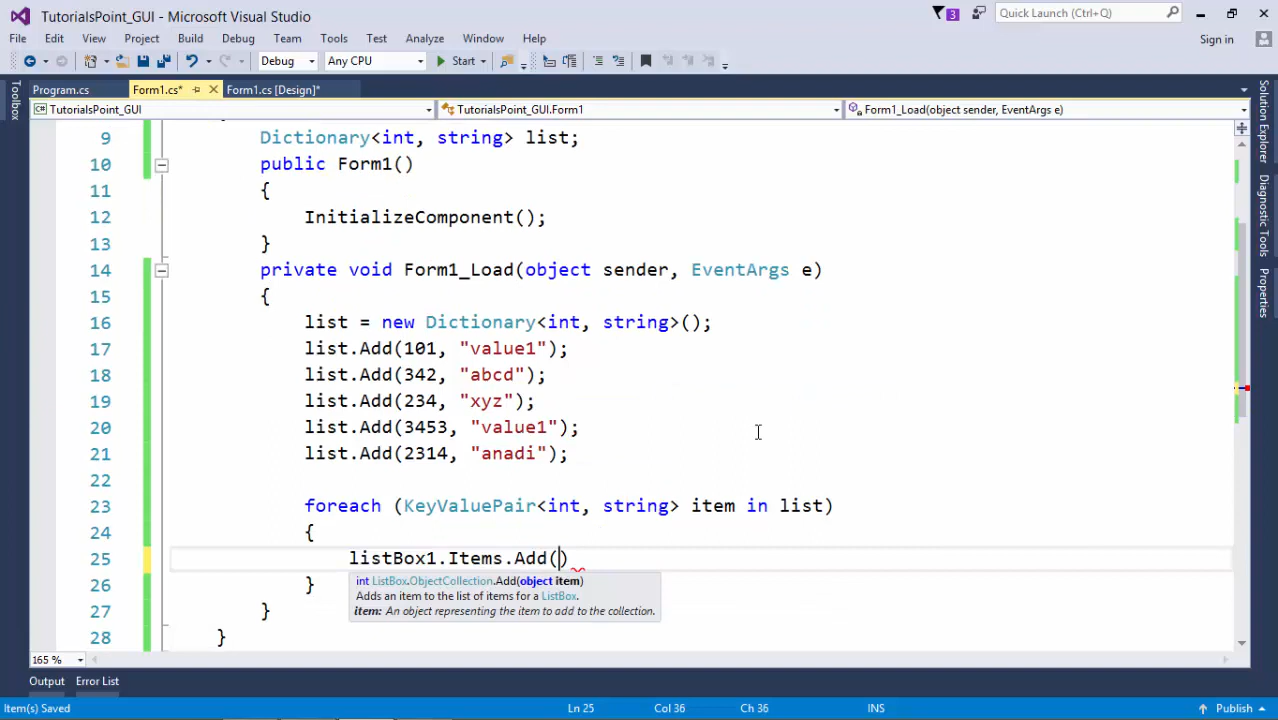 TutorialsPoint_GUI - Microsoft Visual Studio
3
Quick Launch (Ctrl+Q)
File Edit View Project Build Debug Team Tools Test Analyze Window Help
Sign in
Debug Any CPU Start
Toolbox
Program.cs Form1.cs* Form1.cs [Design]*
TutorialsPoint_GUI TutorialsPoint_GUI.Form1 Form1_Load(object sender, EventArgs e)
Solution Explorer
Diagnostic Tools
Properties
9 Dictionary<int, string> list;
10 public Form1()
11 {
12 InitializeComponent();
13 }
14 private void Form1_Load(object sender, EventArgs e)
15 {
16 list = new Dictionary<int, string>();
17 list.Add(101, "value1");
18 list.Add(342, "abcd");
19 list.Add(234, "xyz");
20 list.Add(3453, "value1");
21 list.Add(2314, "anadi");
22
23 foreach (KeyValuePair<int, string> item in list)
24 {
25 listBox1.Items.Add()
int ListBox.ObjectCollection.Add(object item)
Adds an item to the list of items for a ListBox.
item: An object representing the item to add to the collection.
26 }
27 }
28 }
165 %
Output Error List
Item(s) Saved Ln 25 Col 36 Ch 36 INS Publish